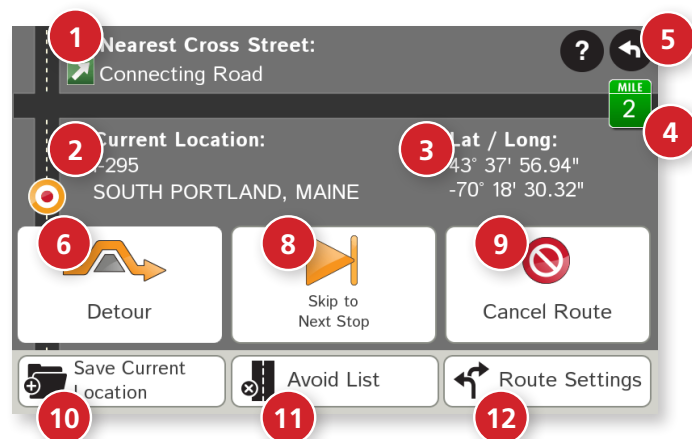 1
Nearest Cross Street:
Connecting Road
?
5
MILE
2
4
2
Current Location:
I-295
SOUTH PORTLAND, MAINE
3
Lat / Long:
43° 37' 56.94"
-70° 18' 30.32"
6
Detour
8
Skip to
Next Stop
9
Cancel Route
Save Current
Location
10
Avoid List
11
Route Settings
12